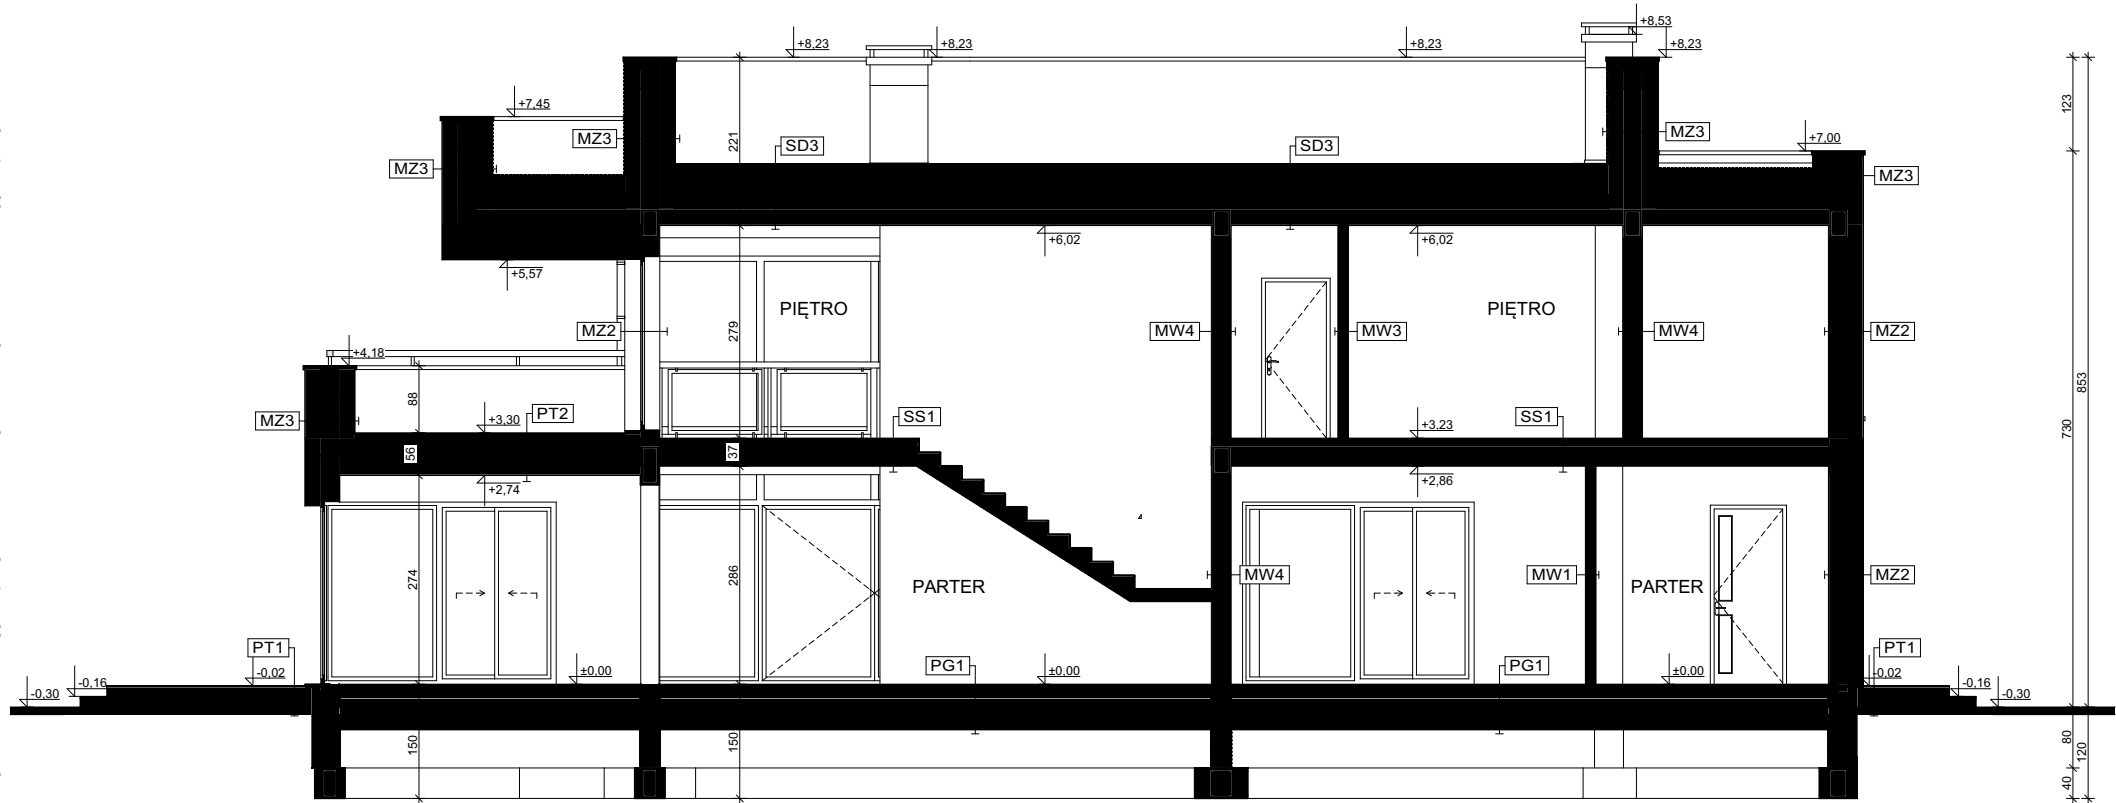 +8,53
+8,23
+8,23
+8,23
+8,23
+7,45
MZ3
MZ3
221
SD3
SD3
MZ3
+7,00
MZ3
123
+6,02
+6,02
+5,57
PIĘTRO
PIĘTRO
MZ2
279
MW4
MW3
MW4
MZ2
+4,18
853
88
MZ3
+3,30
PT2
SS1
+3,23
SS1
730
56
37
+2,74
+2,86
274
286
PARTER
MW4
MW1
PARTER
MZ2
PT1
-0,02
±0,00
PG1
±0,00
PG1
±0,00
PT1
-0,02
-0,30
-0,16
-0,16
-0,30
150
150
80
120
40